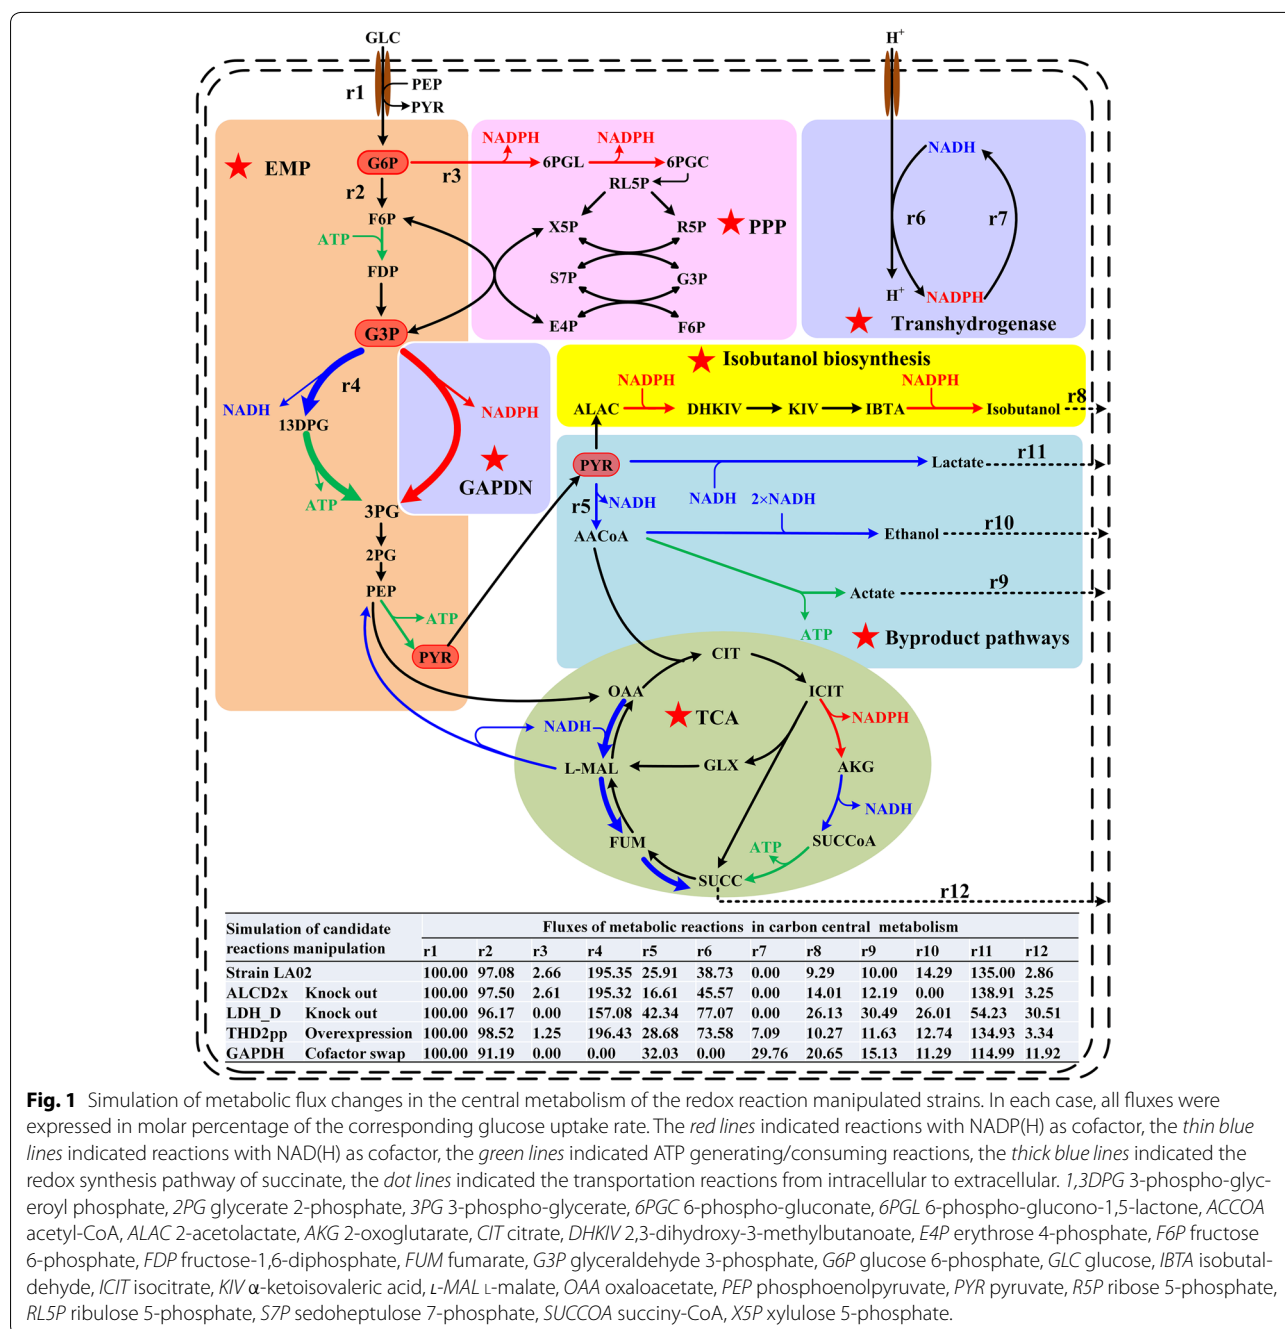 GLC
H+
r1
PEP
PYR
EMP
G6P
r3
NADPH
NADPH
6PGL
6PGC
r2
RL5P
F6P
X5P
R5P
PPP
ATP
FDP
S7P
G3P
E4P
F6P
G3P
NADH
r6
r7
H+
NADPH
Transhydrogenase
r4
NADH
13DPG
NADPH
GAPDN
ATP
3PG
2PG
PEP
ATP
PYR
Isobutanol biosynthesis
NADPH
NADPH
r8
ALAC
DHKIV
KIV
IBTA
Isobutanol
PYR
Lactate
r11
r5
NADH
NADH
2×NADH
AACoA
Ethanol
r10
Actate
r9
ATP
Byproduct pathways
CIT
OAA
ICIT
TCA
NADH
NADPH
L-MAL
GLX
AKG
NADH
FUM
ATP
SUCCoA
SUCC
r12
Simulation of candidate Fluxes of metabolic reactions in carbon central metabolism
reactions manipulation r1 r2 r3 r4 r5 r6 r7 r8 r9 r10 r11 r12
Strain LA02 100.00 97.08 2.66 195.35 25.91 38.73 0.00 9.29 10.00 14.29 135.00 2.86
ALCD2x Knock out 100.00 97.50 2.61 195.32 16.61 45.57 0.00 14.01 12.19 0.00 138.91 3.25
LDH_D Knock out 100.00 96.17 0.00 157.08 42.34 77.07 0.00 26.13 30.49 26.01 54.23 30.51
THD2pp Overexpression 100.00 98.52 1.25 196.43 28.68 73.58 7.09 10.27 11.63 12.74 134.93 3.34
GAPDH Cofactor swap 100.00 91.19 0.00 0.00 32.03 0.00 29.76 20.65 15.13 11.29 114.99 11.92
Fig. 1 Simulation of metabolic flux changes in the central metabolism of the redox reaction manipulated strains. In each case, all fluxes were
expressed in molar percentage of the corresponding glucose uptake rate. The red lines indicated reactions with NADP(H) as cofactor, the thin blue
lines indicated reactions with NAD(H) as cofactor, the green lines indicated ATP generating/consuming reactions, the thick blue lines indicated the
redox synthesis pathway of succinate, the dot lines indicated the transportation reactions from intracellular to extracellular. 1,3DPG 3-phospho-glyc-
eroyl phosphate, 2PG glycerate 2-phosphate, 3PG 3-phospho-glycerate, 6PGC 6-phospho-gluconate, 6PGL 6-phospho-glucono-1,5-lactone, ACCOA
acetyl-CoA, ALAC 2-acetolactate, AKG 2-oxoglutarate, CIT citrate, DHKIV 2,3-dihydroxy-3-methylbutanoate, E4P erythrose 4-phosphate, F6P fructose
6-phosphate, FDP fructose-1,6-diphosphate, FUM fumarate, G3P glyceraldehyde 3-phosphate, G6P glucose 6-phosphate, GLC glucose, IBTA isobutal-
dehyde, ICIT isocitrate, KIV α-ketoisovaleric acid, L-MAL L-malate, OAA oxaloacetate, PEP phosphoenolpyruvate, PYR pyruvate, R5P ribose 5-phosphate,
RL5P ribulose 5-phosphate, S7P sedoheptulose 7-phosphate, SUCCOA succiny-CoA, X5P xylulose 5-phosphate.